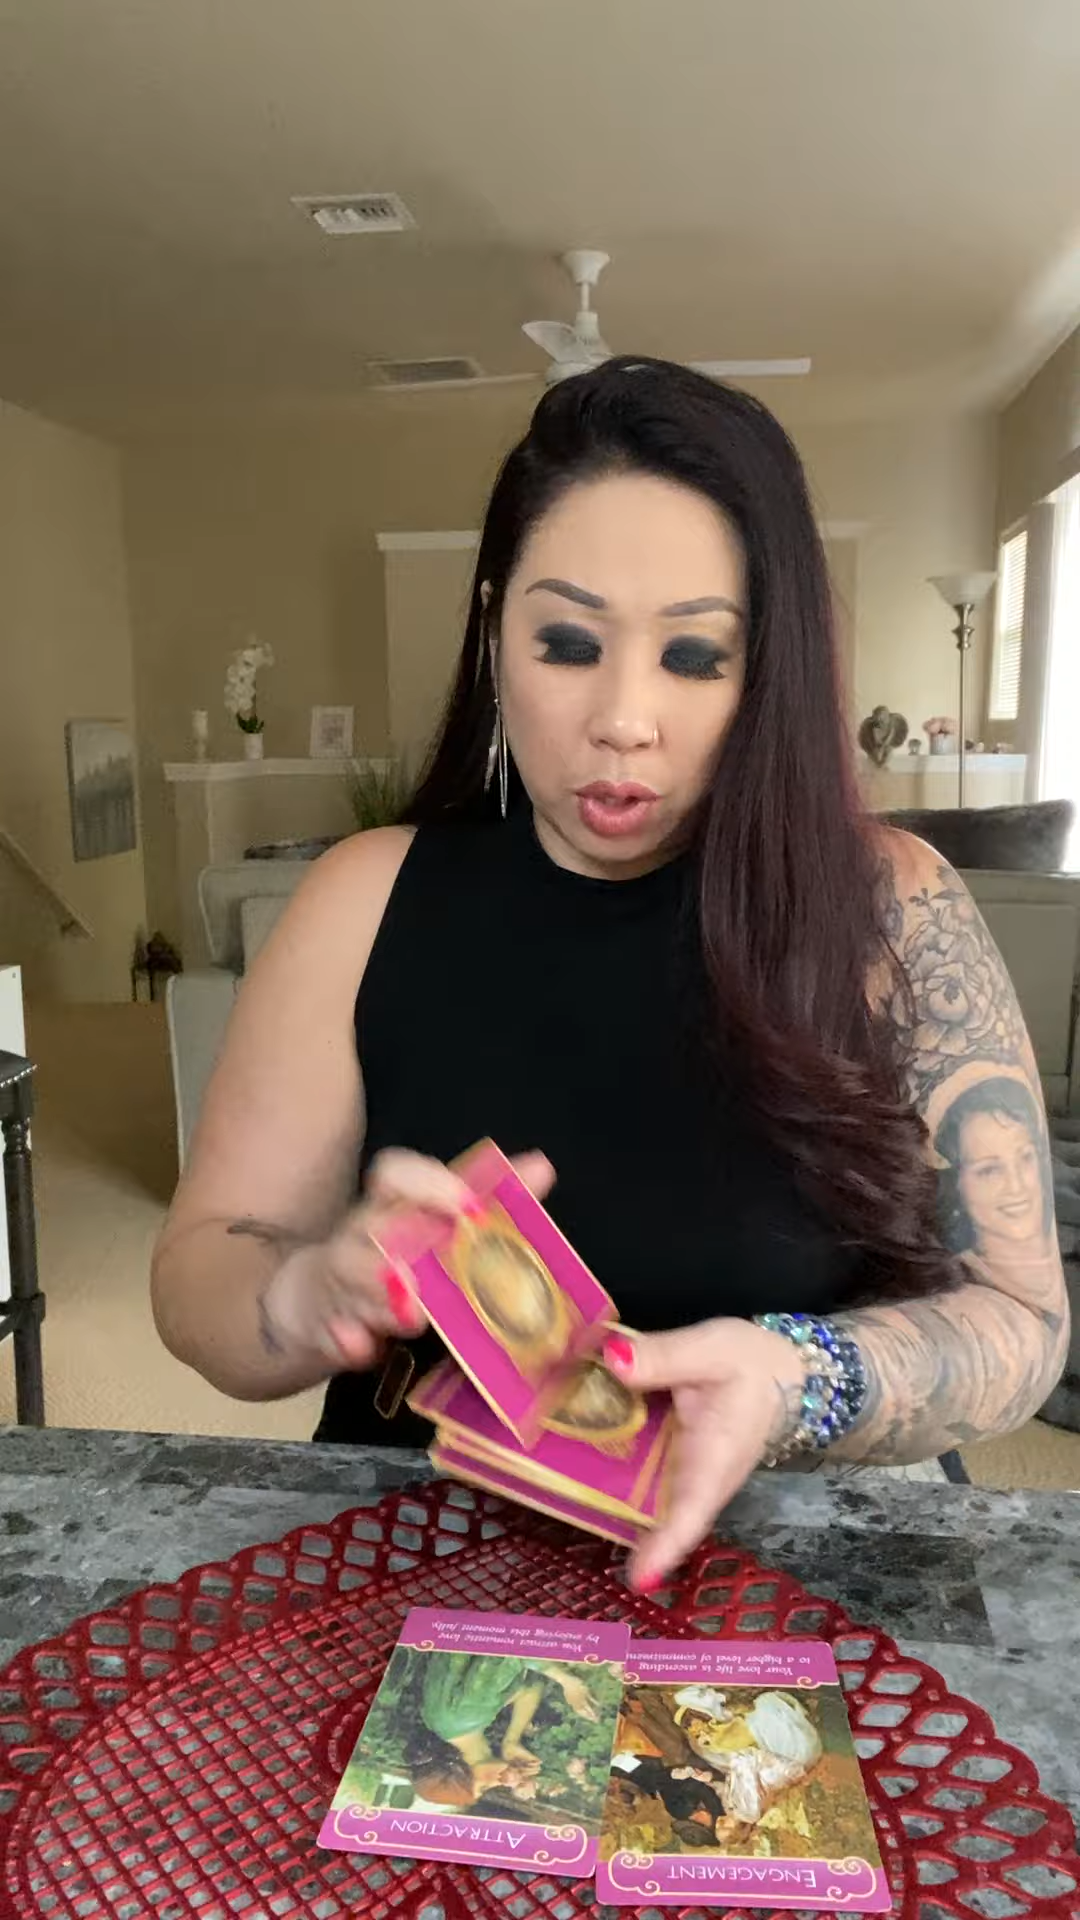 You attract romantic love
by enjoying this moment fully.
ATTRACTION
Your love life is ascending
to a higher level of commitment
ENGAGEMENT